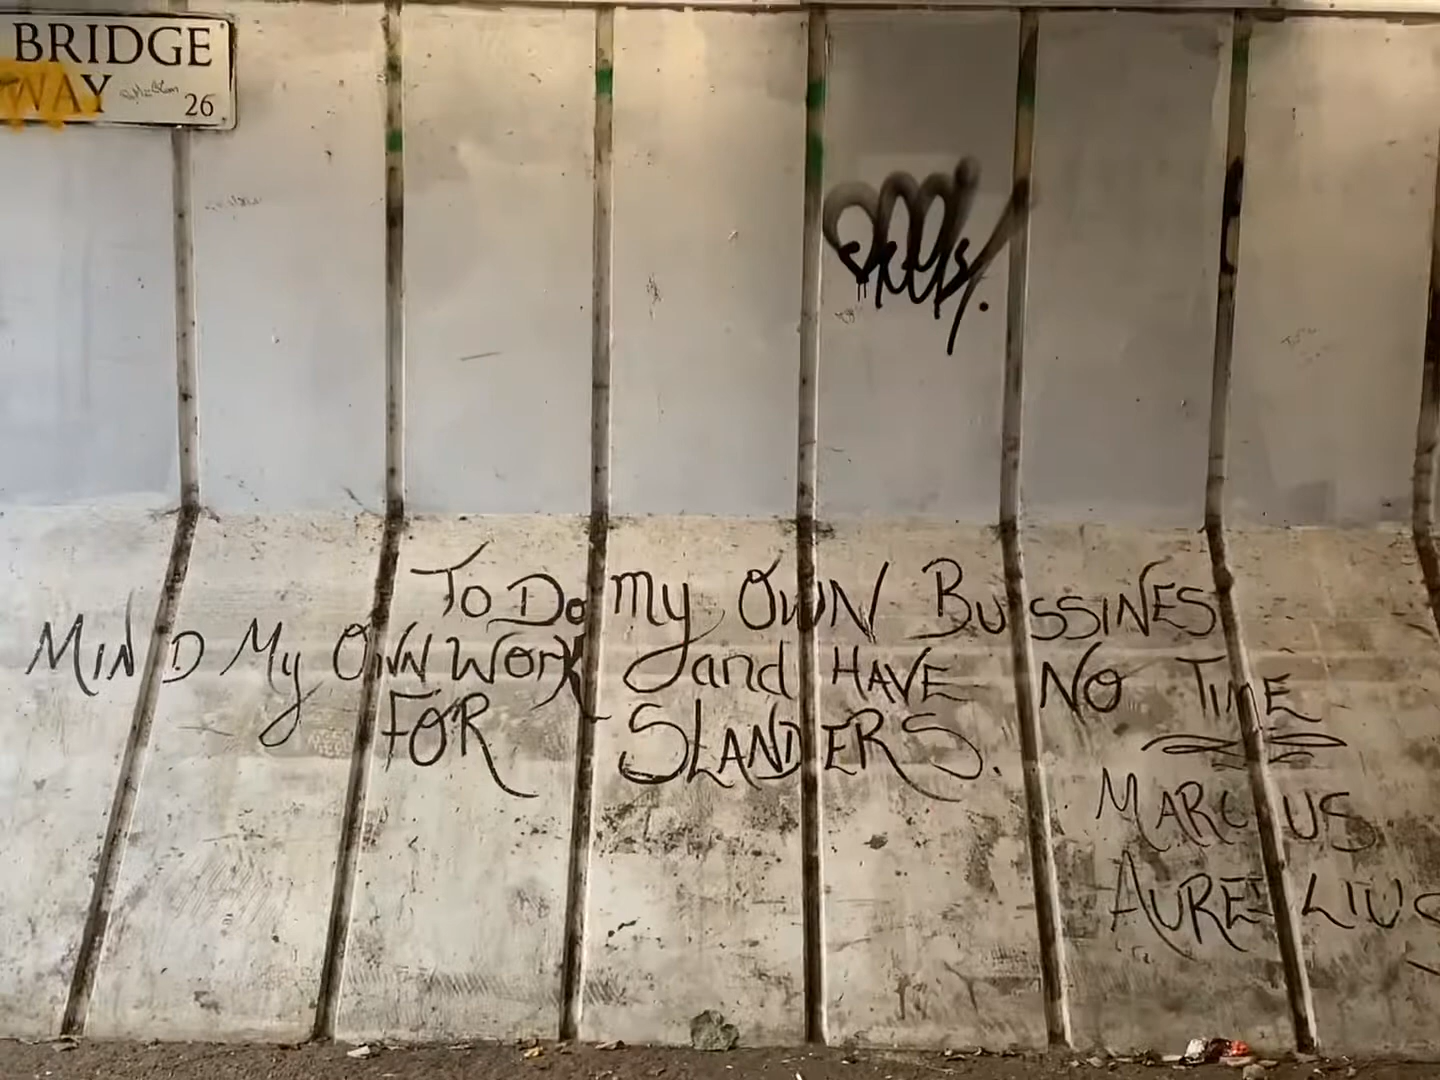 BRIDGE
WAY
26
To Do my OWN BUSSINES
MIND My OWN WORK and HAVE NO TIME
FOR SLANDERS.
MARCUS
AURELIUS